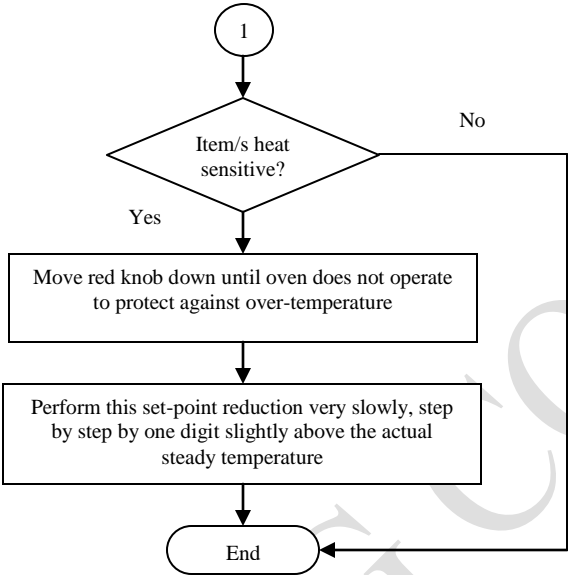 1
Item/s heat
sensitive?
No
Yes
Move red knob down until oven does not operate
to protect against over-temperature
Perform this set-point reduction very slowly, step
by step by one digit slightly above the actual
steady temperature
End